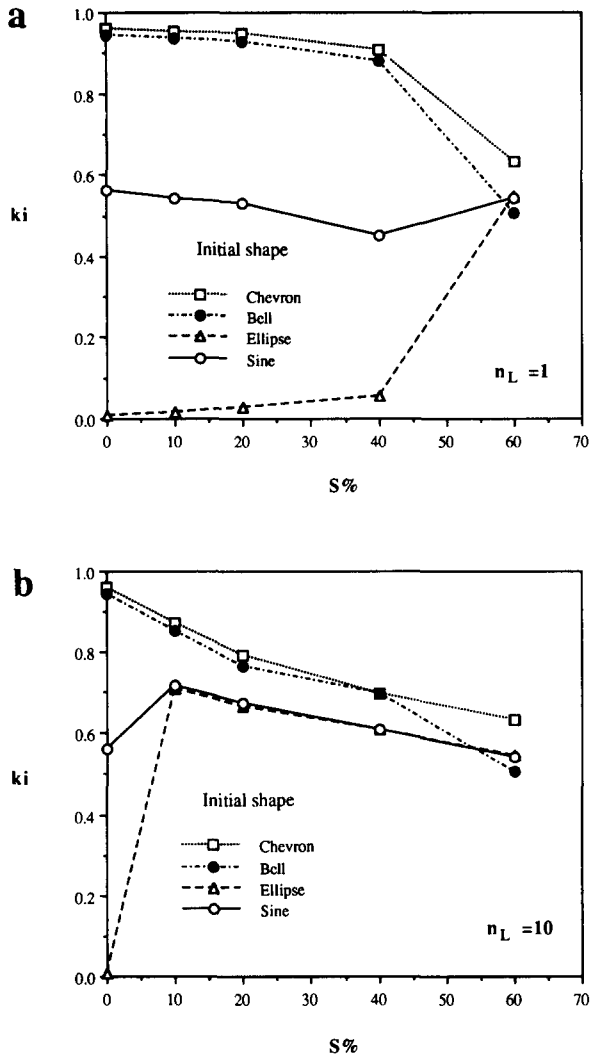 a
1.0
0.8
0.6
ki
0.4
0.2
0.0
Initial shape
Chevron
Bell
Ellipse
Sine
n_L =1
0 10 20 30 40 50 60 70
S%
b
1.0
0.8
0.6
ki
0.4
0.2
0.0
Initial shape
Chevron
Bell
Ellipse
Sine
n_L =10
0 10 20 30 40 50 60 70
S%